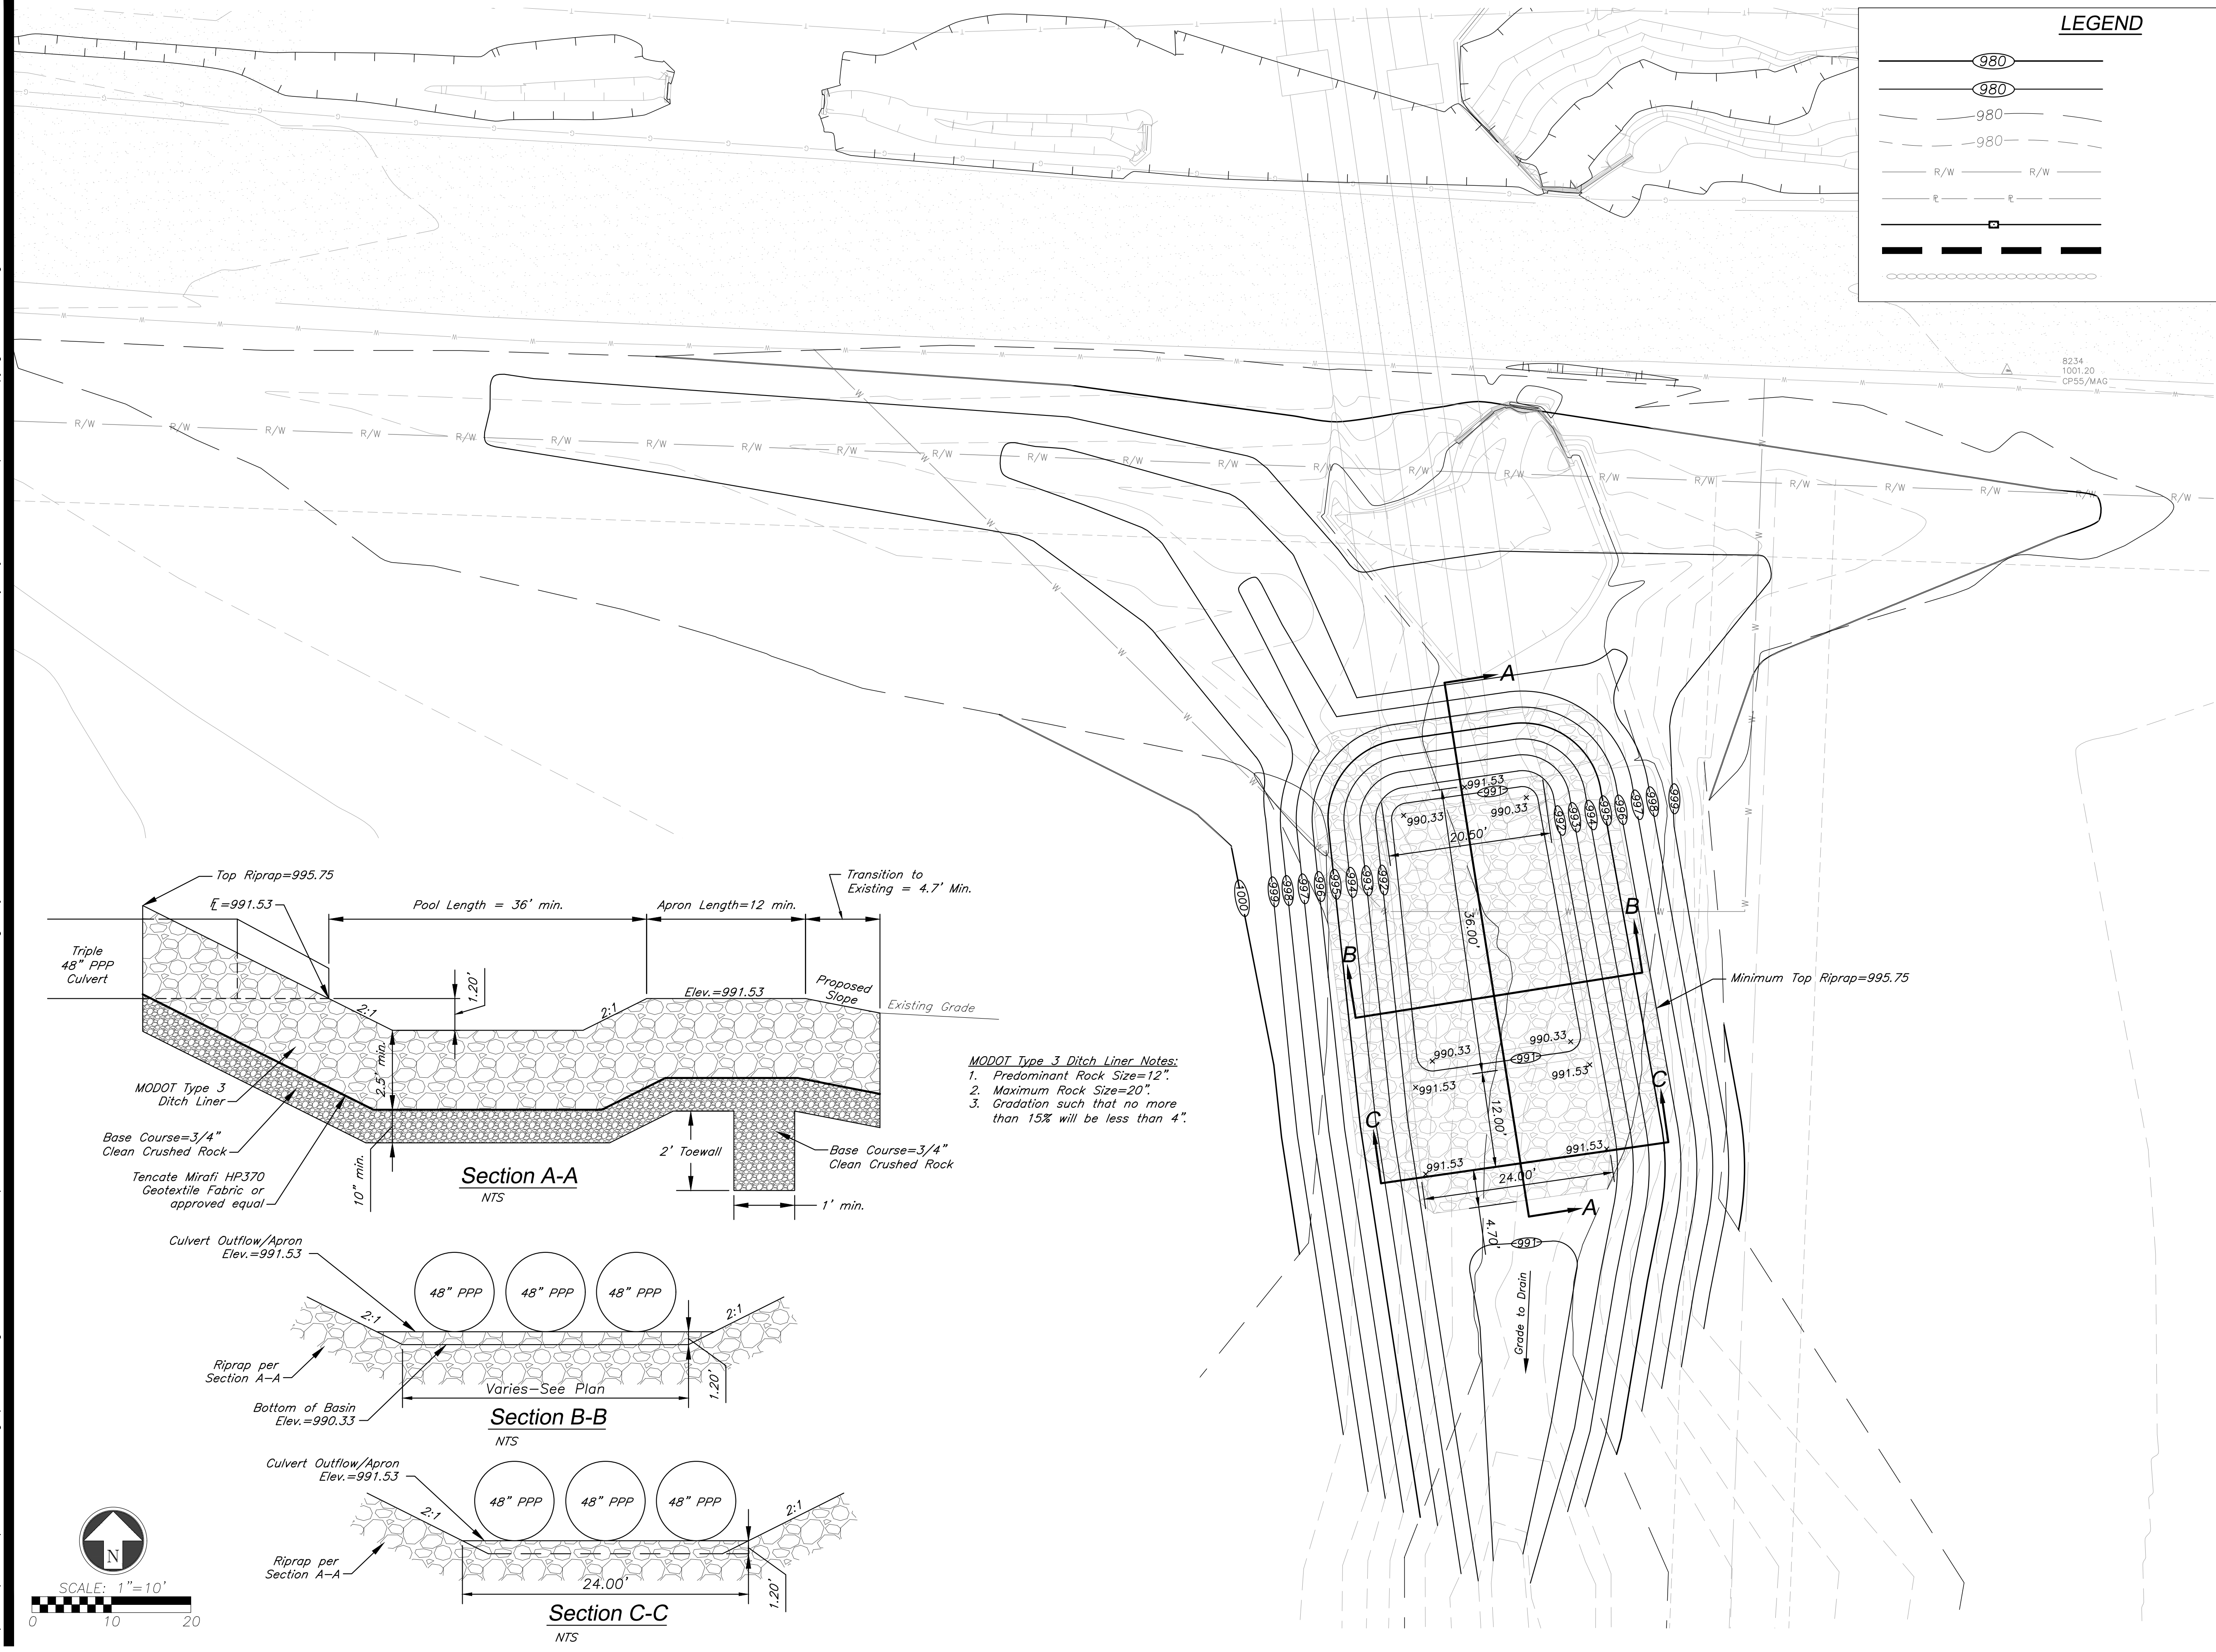 LEGEND
980
980
980
980
R/W R/W
℄ ℄
8234
1001.20
CP55/MAG
R/W R/W R/W R/W R/W R/W R/W R/W R/W R/W R/W R/W R/W R/W R/W R/W R/W R/W R/W R/W R/W R/W R/W
A
991.53
991
990.33
990.33
20.50'
992
993
994
995
996
997
998
999
1000
999
998
997
996
995
994
993
992
36.00'
B
B
Minimum Top Riprap=995.75
990.33
990.33
991
991.53
991.53
C
C
12.00'
991.53
991.53
24.00'
A
4.70'
991
Grade to Drain
Top Riprap=995.75
℄=991.53
Pool Length = 36' min.
Apron Length=12 min.
Transition to
Existing = 4.7' Min.
Triple
48" PPP
Culvert
1.20'
2:1
2:1
Elev.=991.53
Proposed
Slope
Existing Grade
2.5' min.
MODOT Type 3
Ditch Liner
Base Course=3/4"
Clean Crushed Rock
Tencate Mirafi HP370
Geotextile Fabric or
approved equal
10" min.
2' Toewall
Base Course=3/4"
Clean Crushed Rock
1' min.
Section A-A
NTS
MODOT Type 3 Ditch Liner Notes:
1. Predominant Rock Size=12".
2. Maximum Rock Size=20".
3. Gradation such that no more
than 15% will be less than 4".
Culvert Outflow/Apron
Elev.=991.53
48" PPP 48" PPP 48" PPP
2:1
2:1
Riprap per
Section A-A
Varies-See Plan
1.20'
Bottom of Basin
Elev.=990.33
Section B-B
NTS
Culvert Outflow/Apron
Elev.=991.53
48" PPP 48" PPP 48" PPP
2:1
2:1
Riprap per
Section A-A
24.00'
1.20'
Section C-C
NTS
N
SCALE: 1"=10'
0 10 20